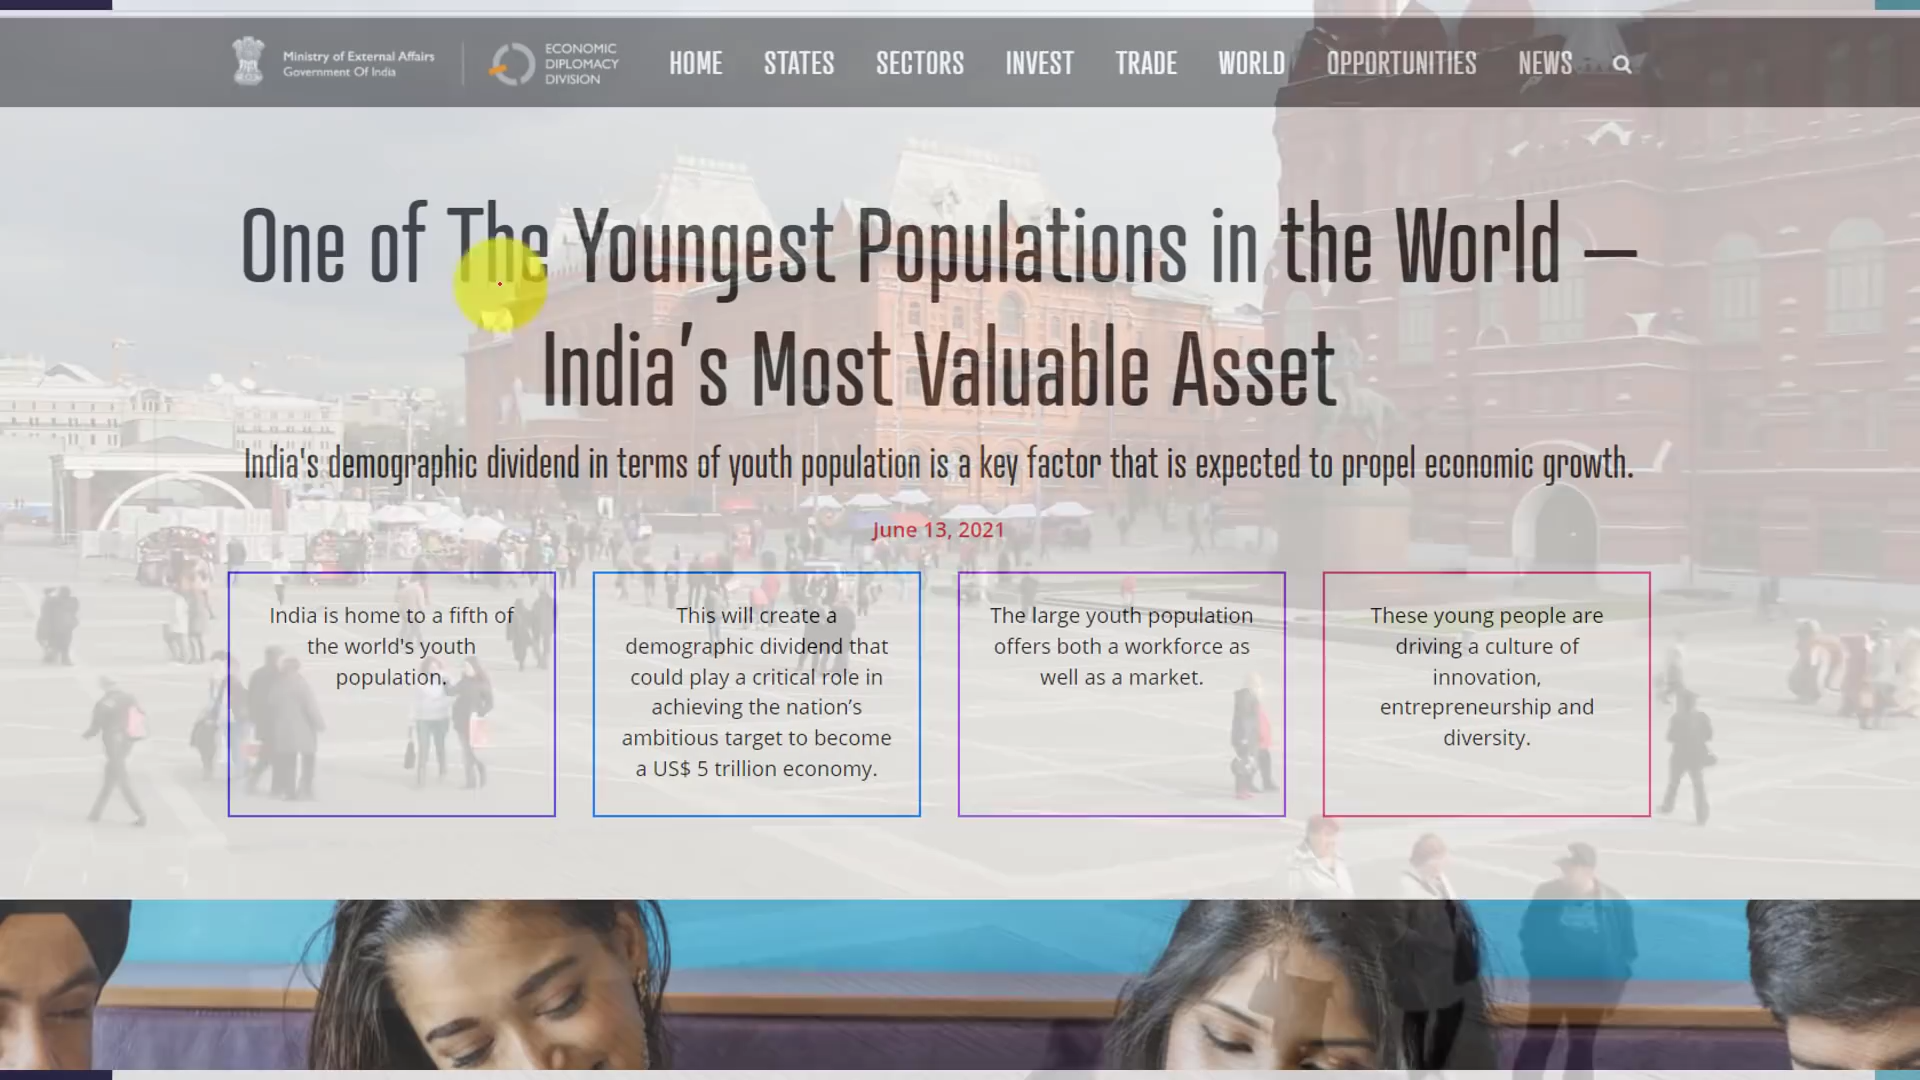 Ministry of External Affairs
Government Of India
ECONOMIC
DIPLOMACY
DIVISION
HOME STATES SECTORS INVEST TRADE WORLD OPPORTUNITIES NEWS
One of The Youngest Populations in the World –
India’s Most Valuable Asset
India's demographic dividend in terms of youth population is a key factor that is expected to propel economic growth.
June 13, 2021
India is home to a fifth of
the world's youth
population.
This will create a
demographic dividend that
could play a critical role in
achieving the nation’s
ambitious target to become
a US$ 5 trillion economy.
The large youth population
offers both a workforce as
well as a market.
These young people are
driving a culture of
innovation,
entrepreneurship and
diversity.